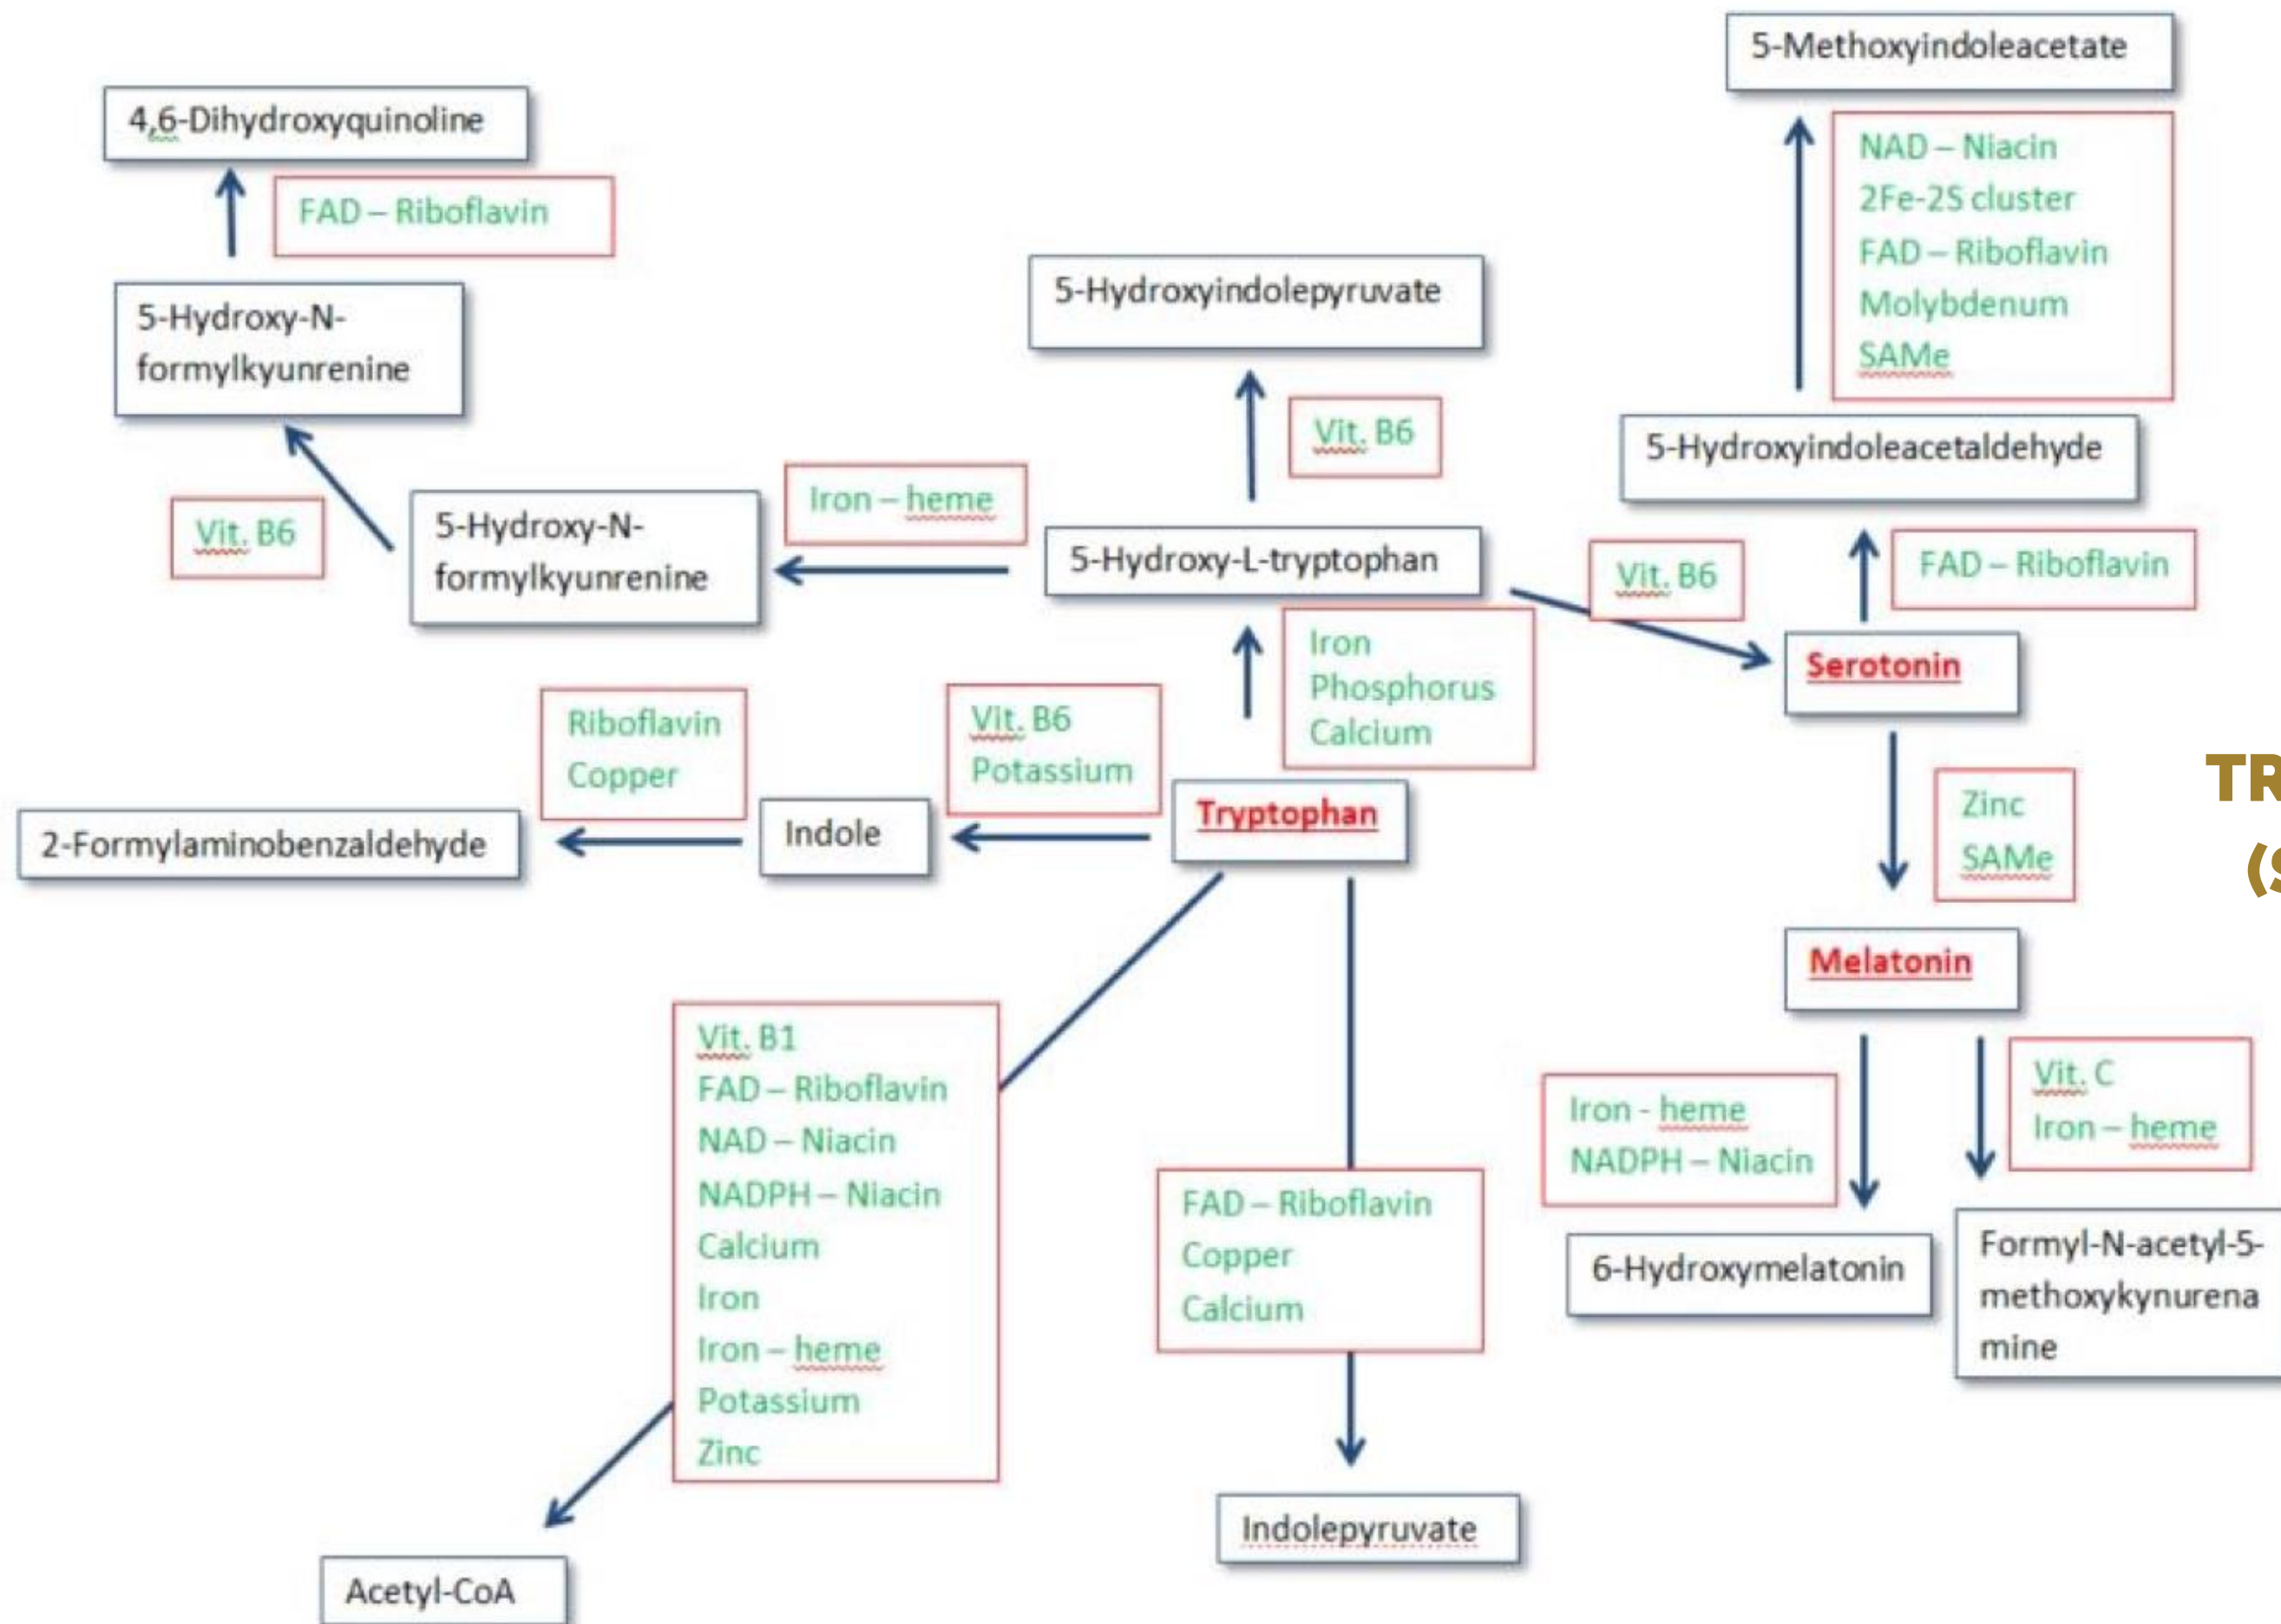 5-Methoxyindoleacetate
4,6-Dihydroxyquinoline
NAD – Niacin
2Fe-2S cluster
FAD – Riboflavin
Molybdenum
SAMe
FAD – Riboflavin
5-Hydroxyindolepyruvate
5-Hydroxy-N-
formylkyunrenine
Vit. B6
5-Hydroxyindoleacetaldehyde
Iron – heme
Vit. B6
5-Hydroxy-N-
formylkyunrenine
5-Hydroxy-L-tryptophan
Vit. B6
FAD – Riboflavin
Iron
Phosphorus
Calcium
Serotonin
Riboflavin
Copper
Vit. B6
Potassium
TR
(S
Zinc
SAMe
Tryptophan
Indole
2-Formylaminobenzaldehyde
Melatonin
Vit. B1
FAD – Riboflavin
NAD – Niacin
NADPH – Niacin
Calcium
Iron
Iron – heme
Potassium
Zinc
Vit. C
Iron – heme
Iron - heme
NADPH – Niacin
FAD – Riboflavin
Copper
Calcium
6-Hydroxymelatonin
Formyl-N-acetyl-5-
methoxykynurena
mine
Indolepyruvate
Acetyl-CoA